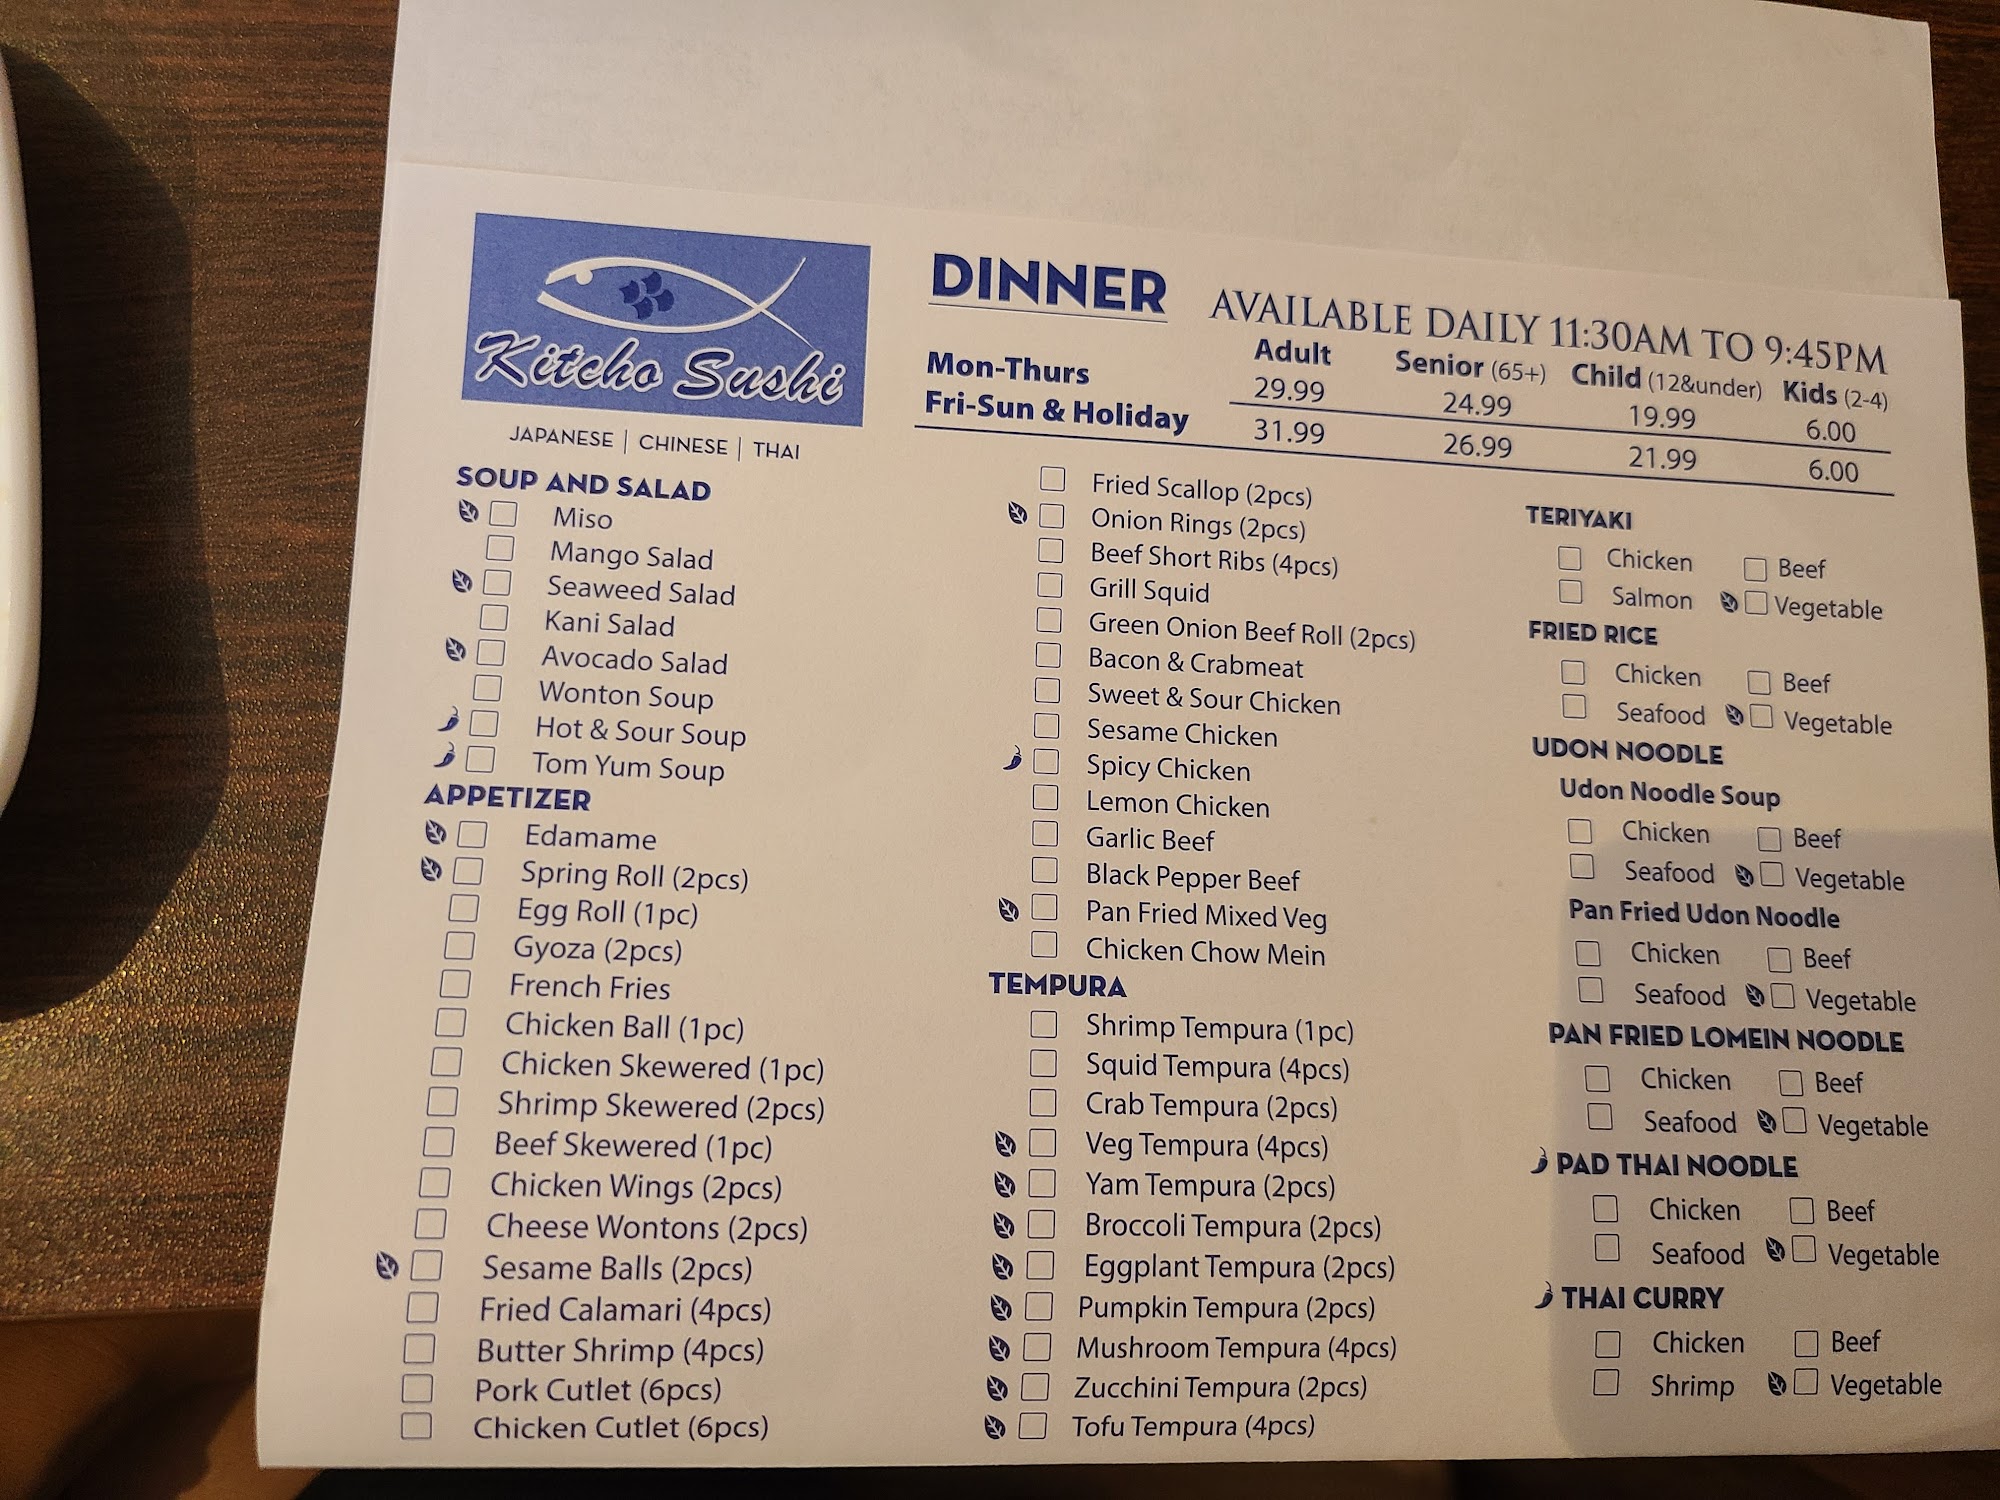 Kitcho Sushi
JAPANESE | CHINESE | THAI
DINNER AVAILABLE DAILY 11:30AM TO 9:45PM
Adult Senior (65+) Child (12&under) Kids (2-4)
Mon-Thurs 29.99 24.99 19.99 6.00
Fri-Sun & Holiday 31.99 26.99 21.99 6.00
SOUP AND SALAD
Miso
Mango Salad
Seaweed Salad
Kani Salad
Avocado Salad
Wonton Soup
Hot & Sour Soup
Tom Yum Soup
APPETIZER
Edamame
Spring Roll (2pcs)
Egg Roll (1pc)
Gyoza (2pcs)
French Fries
Chicken Ball (1pc)
Chicken Skewered (1pc)
Shrimp Skewered (2pcs)
Beef Skewered (1pc)
Chicken Wings (2pcs)
Cheese Wontons (2pcs)
Sesame Balls (2pcs)
Fried Calamari (4pcs)
Butter Shrimp (4pcs)
Pork Cutlet (6pcs)
Chicken Cutlet (6pcs)
Fried Scallop (2pcs)
Onion Rings (2pcs)
Beef Short Ribs (4pcs)
Grill Squid
Green Onion Beef Roll (2pcs)
Bacon & Crabmeat
Sweet & Sour Chicken
Sesame Chicken
Spicy Chicken
Lemon Chicken
Garlic Beef
Black Pepper Beef
Pan Fried Mixed Veg
Chicken Chow Mein
TEMPURA
Shrimp Tempura (1pc)
Squid Tempura (4pcs)
Crab Tempura (2pcs)
Veg Tempura (4pcs)
Yam Tempura (2pcs)
Broccoli Tempura (2pcs)
Eggplant Tempura (2pcs)
Pumpkin Tempura (2pcs)
Mushroom Tempura (4pcs)
Zucchini Tempura (2pcs)
Tofu Tempura (4pcs)
TERIYAKI
Chicken Beef
Salmon Vegetable
FRIED RICE
Chicken Beef
Seafood Vegetable
UDON NOODLE
Udon Noodle Soup
Chicken Beef
Seafood Vegetable
Pan Fried Udon Noodle
Chicken Beef
Seafood Vegetable
PAN FRIED LOMEIN NOODLE
Chicken Beef
Seafood Vegetable
PAD THAI NOODLE
Chicken Beef
Seafood Vegetable
THAI CURRY
Chicken Beef
Shrimp Vegetable